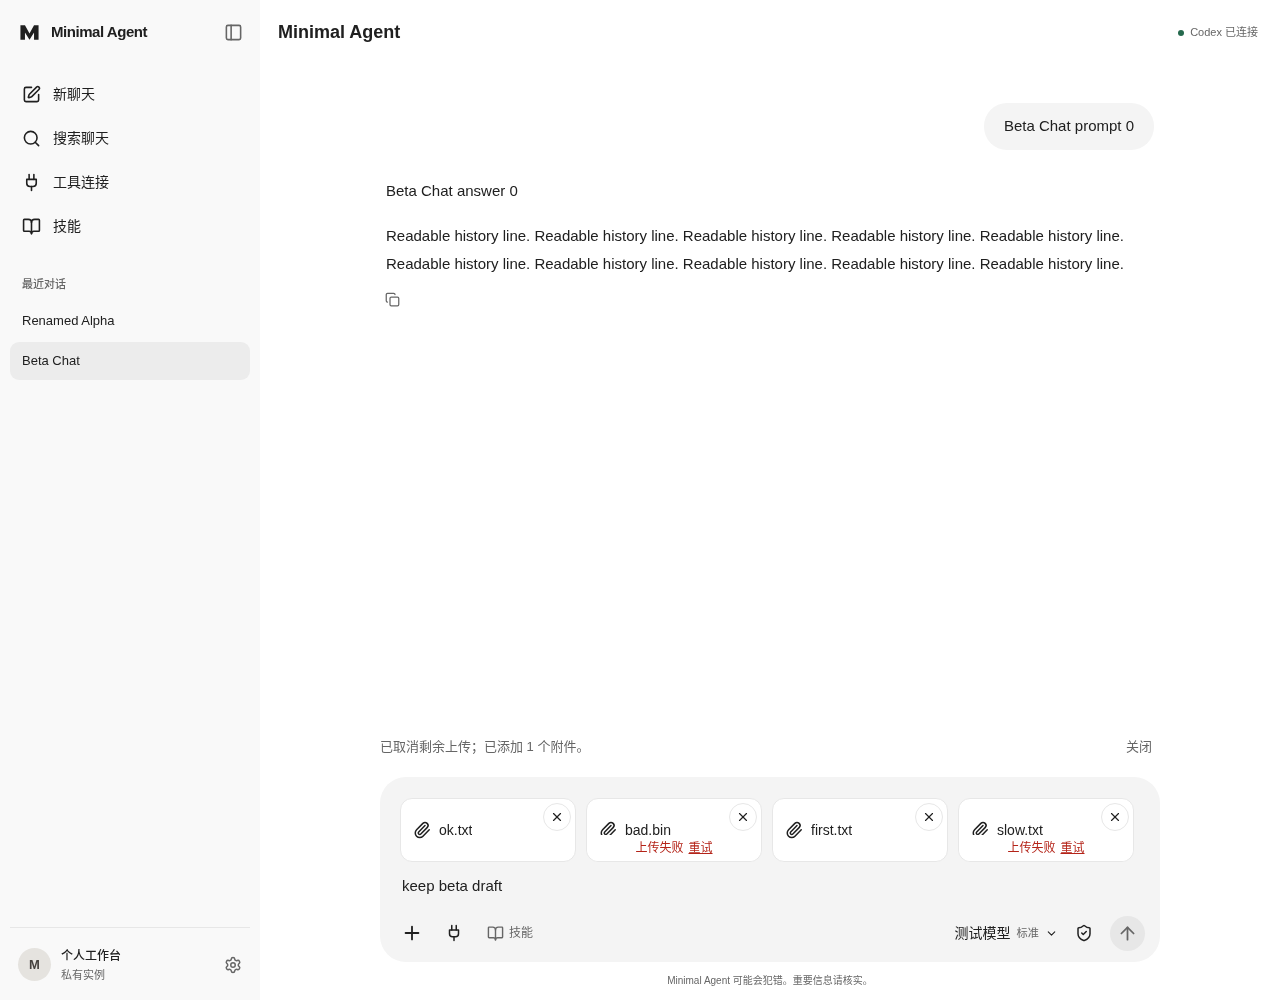 Minimal Agent
Minimal Agent
Codex 已连接
新聊天
搜索聊天
工具连接
技能
最近对话
Renamed Alpha
Beta Chat
Beta Chat prompt 0
Beta Chat answer 0
Readable history line. Readable history line. Readable history line. Readable history line. Readable history line.
Readable history line. Readable history line. Readable history line. Readable history line. Readable history line.
已取消剩余上传；已添加 1 个附件。 关闭
ok.txt
bad.bin
上传失败 重试
first.txt
slow.txt
上传失败 重试
keep beta draft
技能
测试模型 标准
M
个人工作台
私有实例
Minimal Agent 可能会犯错。重要信息请核实。